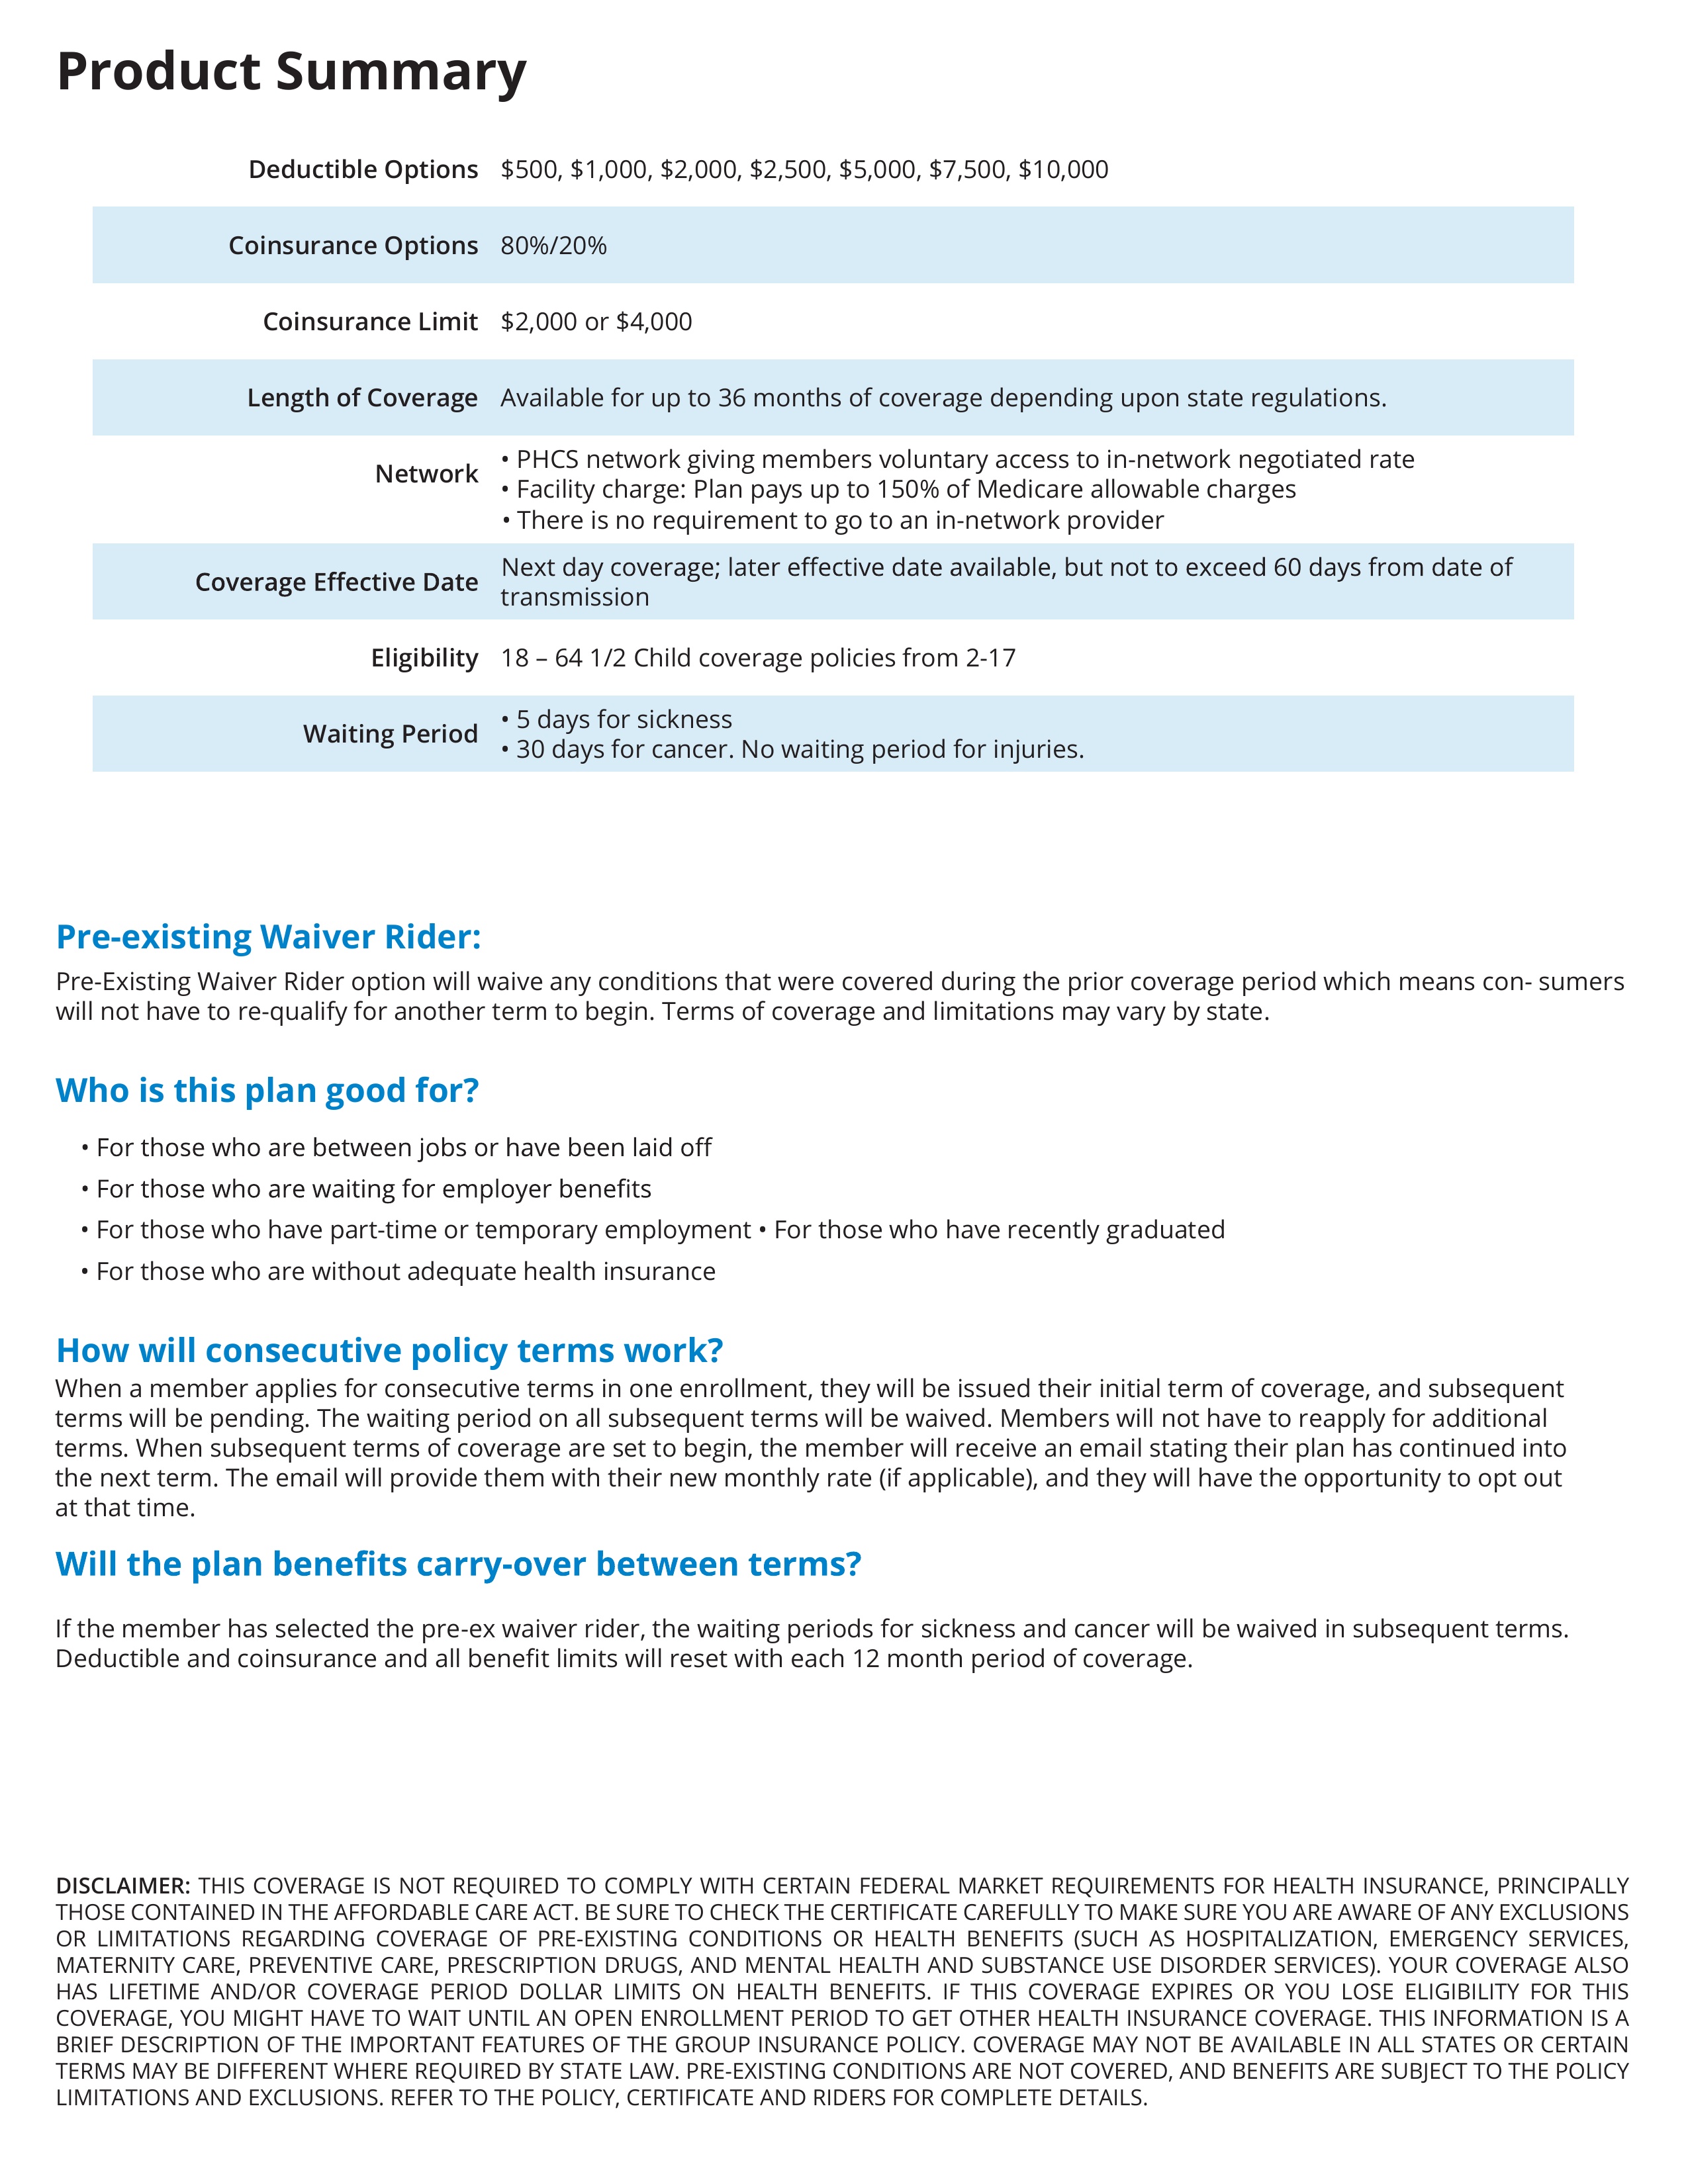 Product Summary
Deductible Options $500, $1,000, $2,000, $2,500, $5,000, $7,500, $10,000
Coinsurance Options 80%/20%
Coinsurance Limit $2,000 or $4,000
Length of Coverage Available for up to 36 months of coverage depending upon state regulations.
Network
• PHCS network giving members voluntary access to in-network negotiated rate
• Facility charge: Plan pays up to 150% of Medicare allowable charges
• There is no requirement to go to an in-network provider
Coverage Effective Date
Next day coverage; later effective date available, but not to exceed 60 days from date of
transmission
Eligibility 18 – 64 1/2 Child coverage policies from 2-17
Waiting Period
• 5 days for sickness
• 30 days for cancer. No waiting period for injuries.
Pre-existing Waiver Rider:
Pre-Existing Waiver Rider option will waive any conditions that were covered during the prior coverage period which means con- sumers
will not have to re-qualify for another term to begin. Terms of coverage and limitations may vary by state.
Who is this plan good for?
• For those who are between jobs or have been laid off
• For those who are waiting for employer benefits
• For those who have part-time or temporary employment • For those who have recently graduated
• For those who are without adequate health insurance
How will consecutive policy terms work?
When a member applies for consecutive terms in one enrollment, they will be issued their initial term of coverage, and subsequent
terms will be pending. The waiting period on all subsequent terms will be waived. Members will not have to reapply for additional
terms. When subsequent terms of coverage are set to begin, the member will receive an email stating their plan has continued into
the next term. The email will provide them with their new monthly rate (if applicable), and they will have the opportunity to opt out
at that time.
Will the plan benefits carry-over between terms?
If the member has selected the pre-ex waiver rider, the waiting periods for sickness and cancer will be waived in subsequent terms.
Deductible and coinsurance and all benefit limits will reset with each 12 month period of coverage.
DISCLAIMER: THIS COVERAGE IS NOT REQUIRED TO COMPLY WITH CERTAIN FEDERAL MARKET REQUIREMENTS FOR HEALTH INSURANCE, PRINCIPALLY
THOSE CONTAINED IN THE AFFORDABLE CARE ACT. BE SURE TO CHECK THE CERTIFICATE CAREFULLY TO MAKE SURE YOU ARE AWARE OF ANY EXCLUSIONS
OR LIMITATIONS REGARDING COVERAGE OF PRE-EXISTING CONDITIONS OR HEALTH BENEFITS (SUCH AS HOSPITALIZATION, EMERGENCY SERVICES,
MATERNITY CARE, PREVENTIVE CARE, PRESCRIPTION DRUGS, AND MENTAL HEALTH AND SUBSTANCE USE DISORDER SERVICES). YOUR COVERAGE ALSO
HAS LIFETIME AND/OR COVERAGE PERIOD DOLLAR LIMITS ON HEALTH BENEFITS. IF THIS COVERAGE EXPIRES OR YOU LOSE ELIGIBILITY FOR THIS
COVERAGE, YOU MIGHT HAVE TO WAIT UNTIL AN OPEN ENROLLMENT PERIOD TO GET OTHER HEALTH INSURANCE COVERAGE. THIS INFORMATION IS A
BRIEF DESCRIPTION OF THE IMPORTANT FEATURES OF THE GROUP INSURANCE POLICY. COVERAGE MAY NOT BE AVAILABLE IN ALL STATES OR CERTAIN
TERMS MAY BE DIFFERENT WHERE REQUIRED BY STATE LAW. PRE-EXISTING CONDITIONS ARE NOT COVERED, AND BENEFITS ARE SUBJECT TO THE POLICY
LIMITATIONS AND EXCLUSIONS. REFER TO THE POLICY, CERTIFICATE AND RIDERS FOR COMPLETE DETAILS.